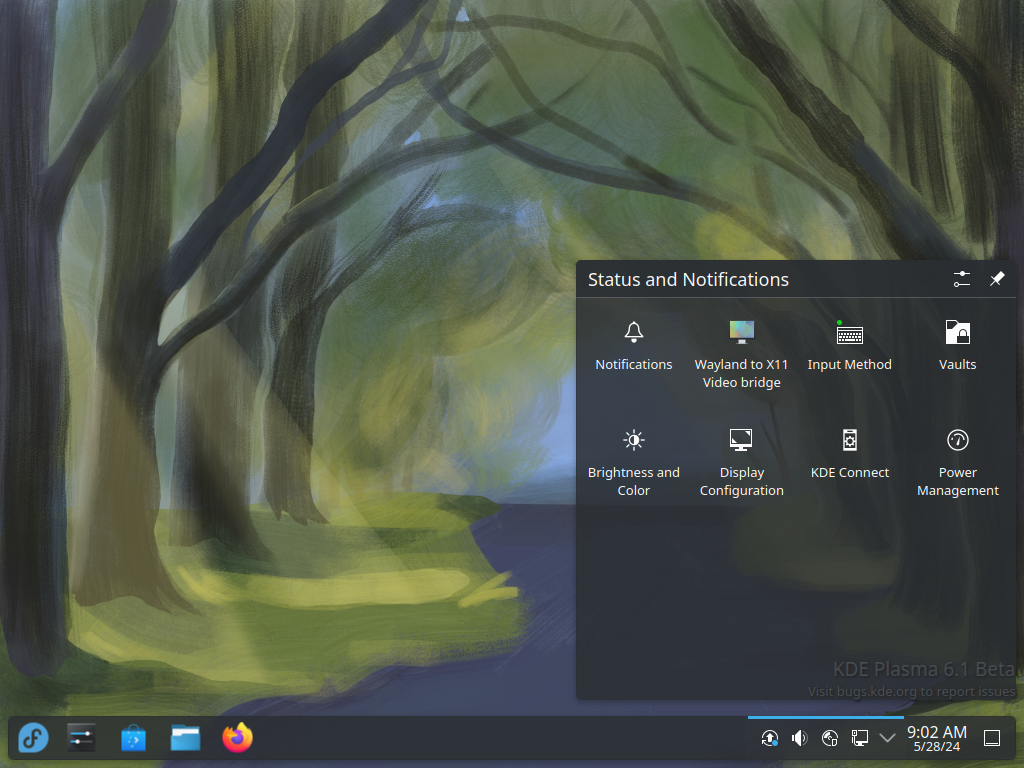 Status and Notifications
Notifications
Wayland to X11
Video bridge
Input Method
Vaults
Brightness and
Color
Display
Configuration
KDE Connect
Power
Management
KDE Plasma 6.1 Beta
Visit bugs.kde.org to report issues
9:02 AM
5/28/24